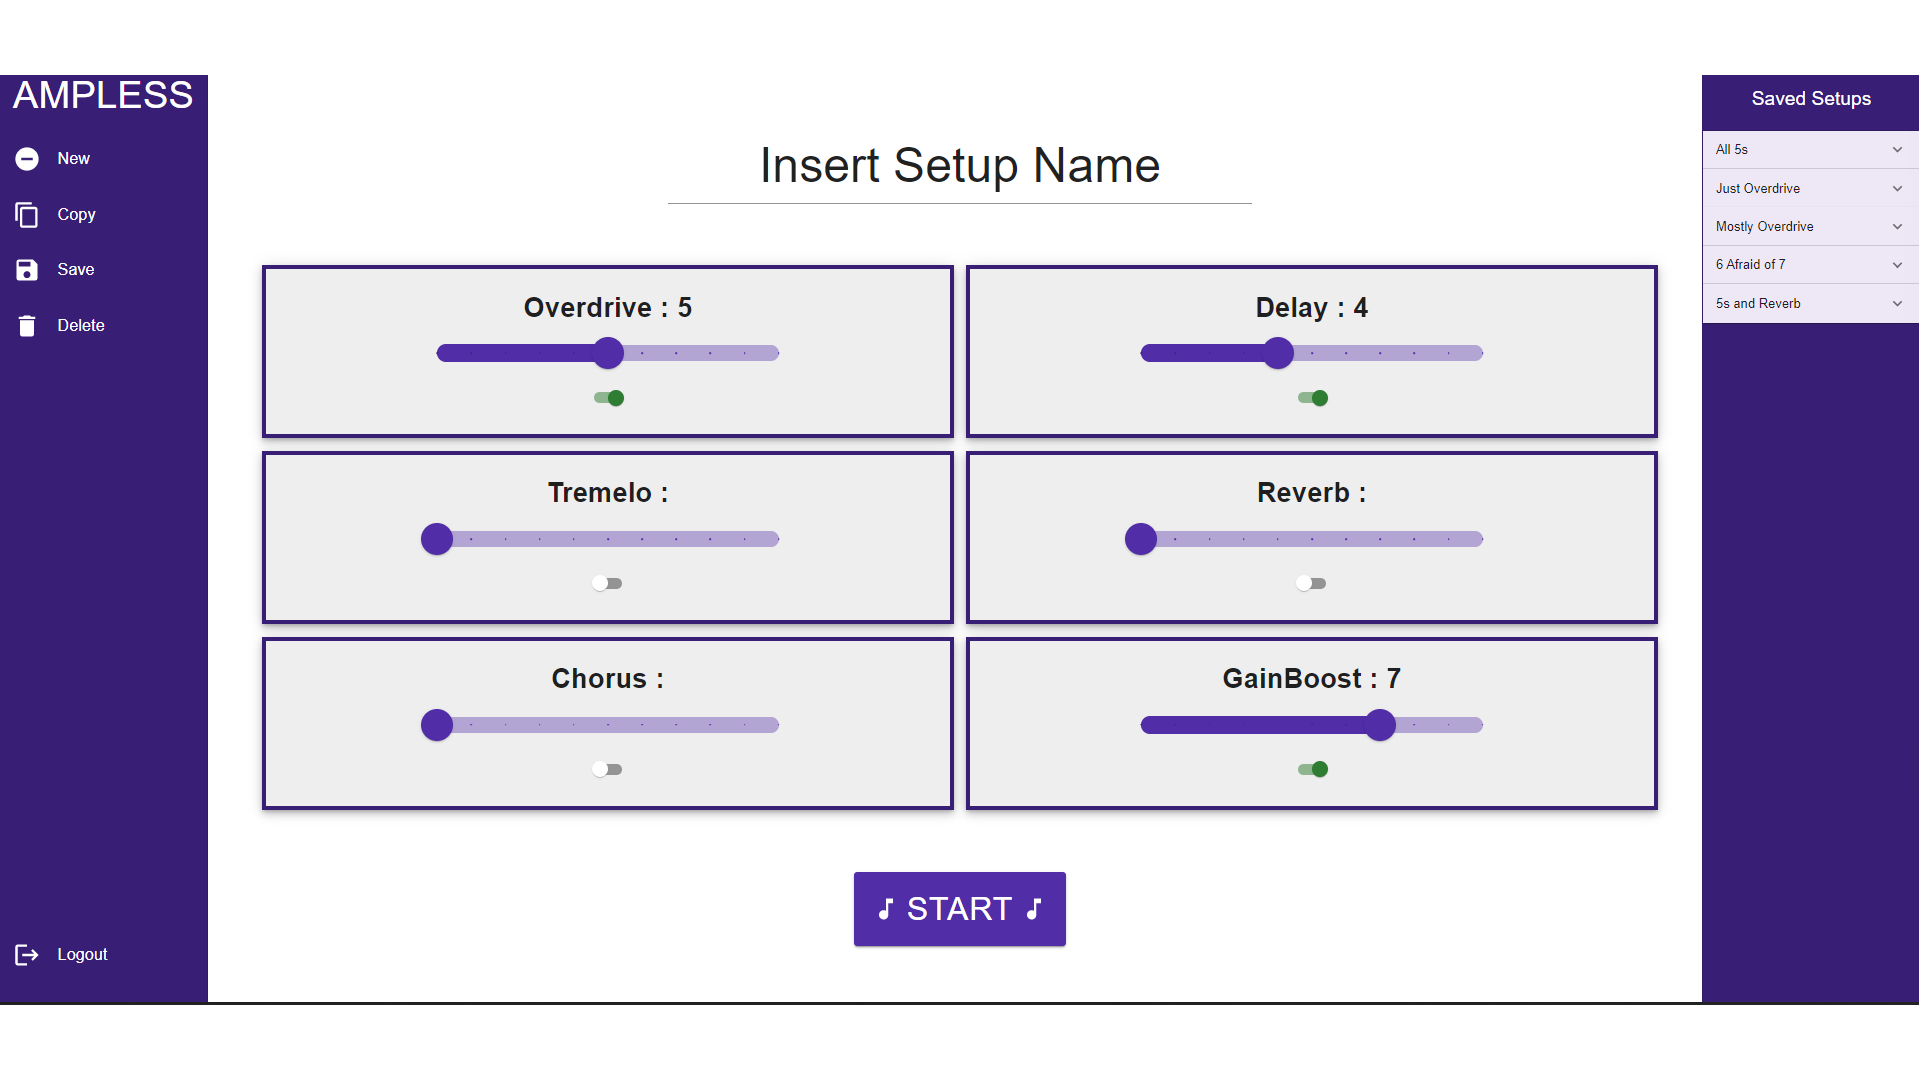 AMPLESS
New
Copy
Save
Delete
Logout
Insert Setup Name
Overdrive : 5
Delay : 4
Tremelo :
Reverb :
Chorus :
GainBoost : 7
START
Saved Setups
All 5s
Just Overdrive
Mostly Overdrive
6 Afraid of 7
5s and Reverb